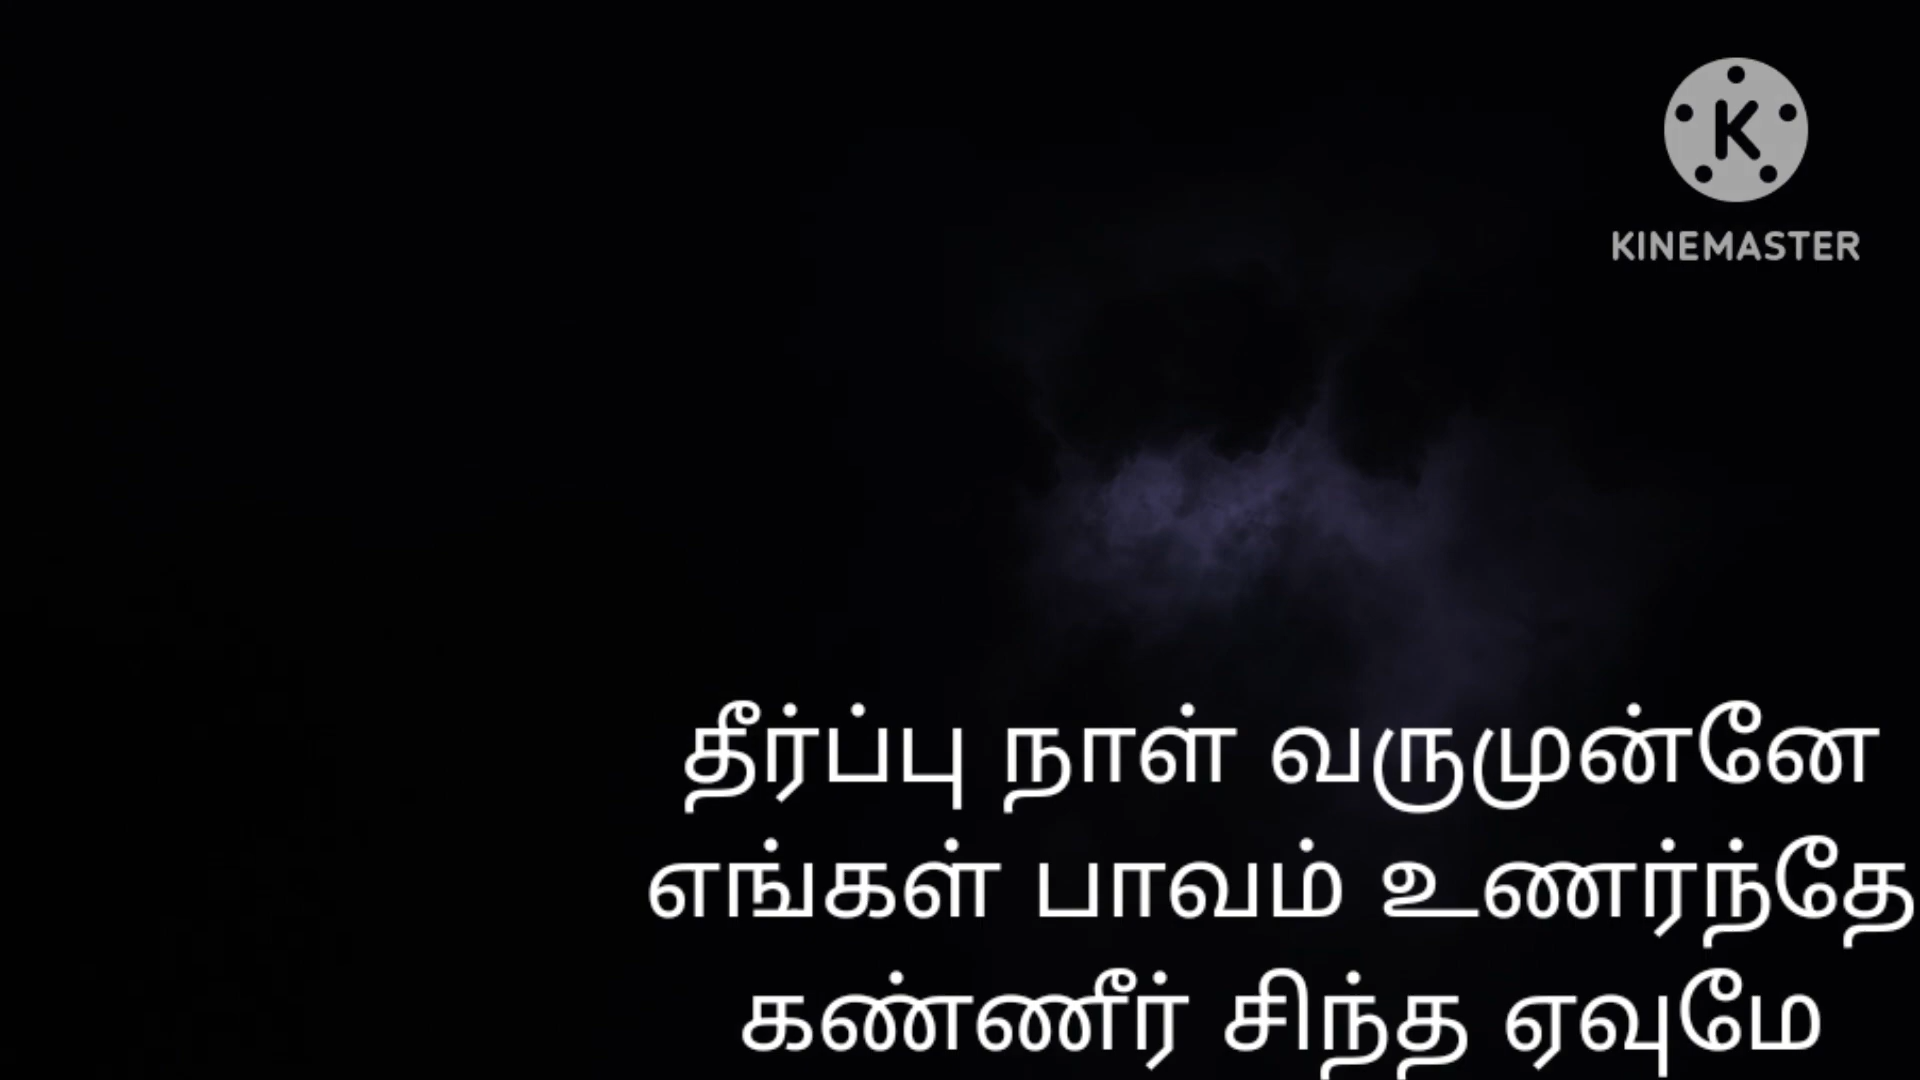 KINEMASTER
தீர்ப்பு நாள் வருமுன்னே
எங்கள் பாவம் உணர்ந்தே
கண்ணீர் சிந்த ஏவுமே